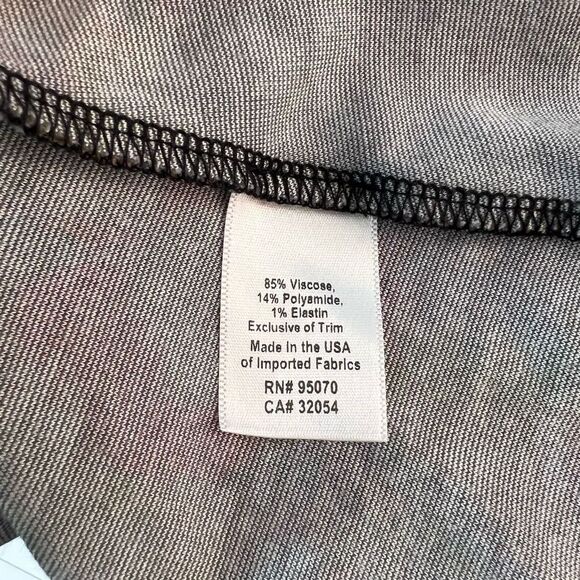 85% Viscose,
14% Polyamide,
1% Elastin
Exclusive of Trim
Made In the USA
of Imported Fabrics
RN# 95070
CA# 32054